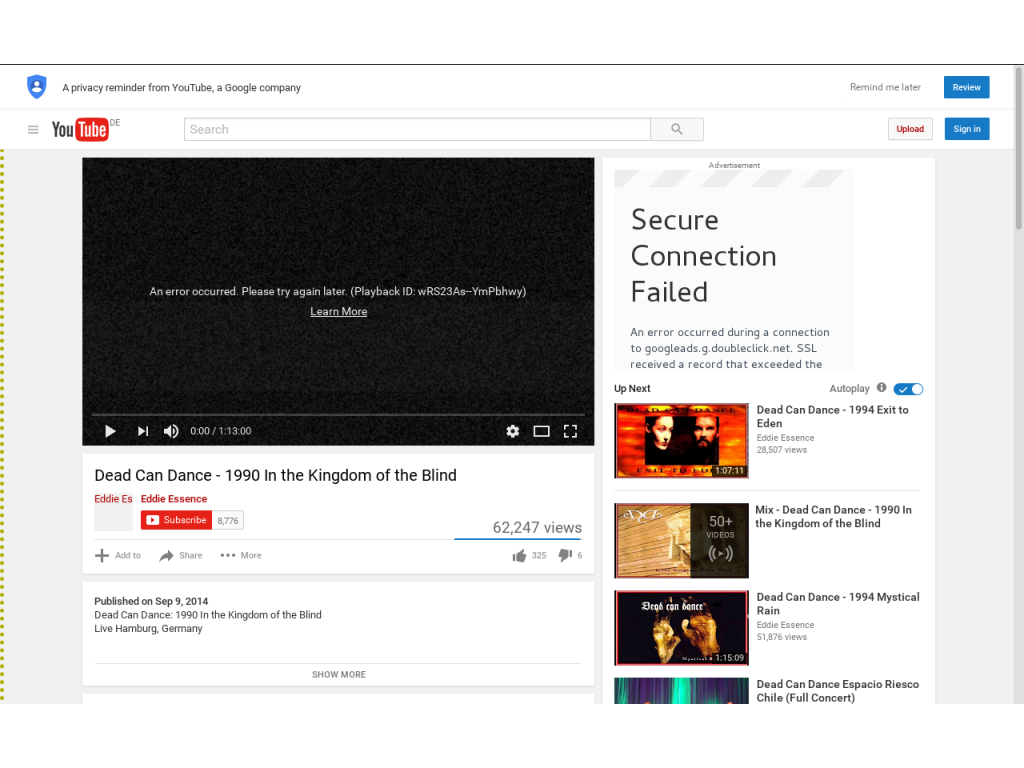 A privacy reminder from YouTube, a Google company
Remind me later
Review
YouTube DE
Search
Upload
Sign in
An error occurred. Please try again later. (Playback ID: wRS23As--YmPbhwy)
Learn More
0:00 / 1:13:00
Dead Can Dance - 1990 In the Kingdom of the Blind
Eddie Es
Eddie Essence
Subscribe
8,776
62,247 views
Add to
Share
More
325
6
Published on Sep 9, 2014
Dead Can Dance: 1990 In the Kingdom of the Blind
Live Hamburg, Germany
SHOW MORE
Advertisement
Secure
Connection
Failed
An error occurred during a connection
to googleads.g.doubleclick.net. SSL
received a record that exceeded the
Up Next
Autoplay
DEAD CAN DANCE
EXIT TO
1:07:11
Dead Can Dance - 1994 Exit to
Eden
Eddie Essence
28,507 views
50+
VIDEOS
Mix - Dead Can Dance - 1990 In
the Kingdom of the Blind
Dead can dance
1:15:09
Dead Can Dance - 1994 Mystical
Rain
Eddie Essence
51,876 views
Dead Can Dance Espacio Riesco
Chile (Full Concert)